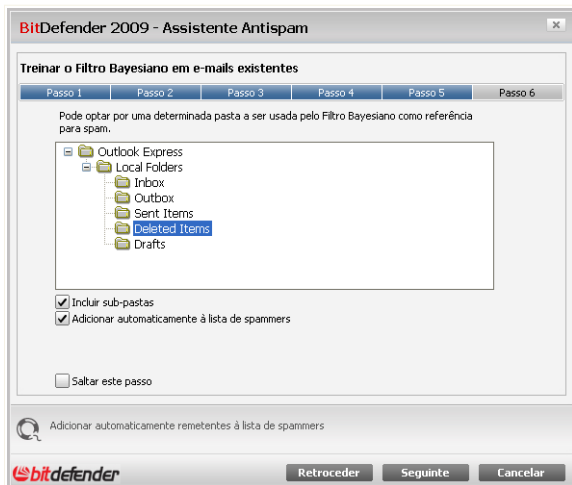 BitDefender 2009 - Assistente Antispam
Treinar o Filtro Bayesiano em e-mails existentes
Passo 1 Passo 2 Passo 3 Passo 4 Passo 5 Passo 6
Pode optar por uma determinada pasta a ser usada pelo Filtro Bayesiano como referência
para spam.
Outlook Express
Local Folders
Inbox
Outbox
Sent Items
Deleted Items
Drafts
Incluir sub-pastas
Adicionar automaticamente à lista de spammers
Saltar este passo
Adicionar automaticamente remetentes à lista de spammers
bitdefender
Retroceder Seguinte Cancelar